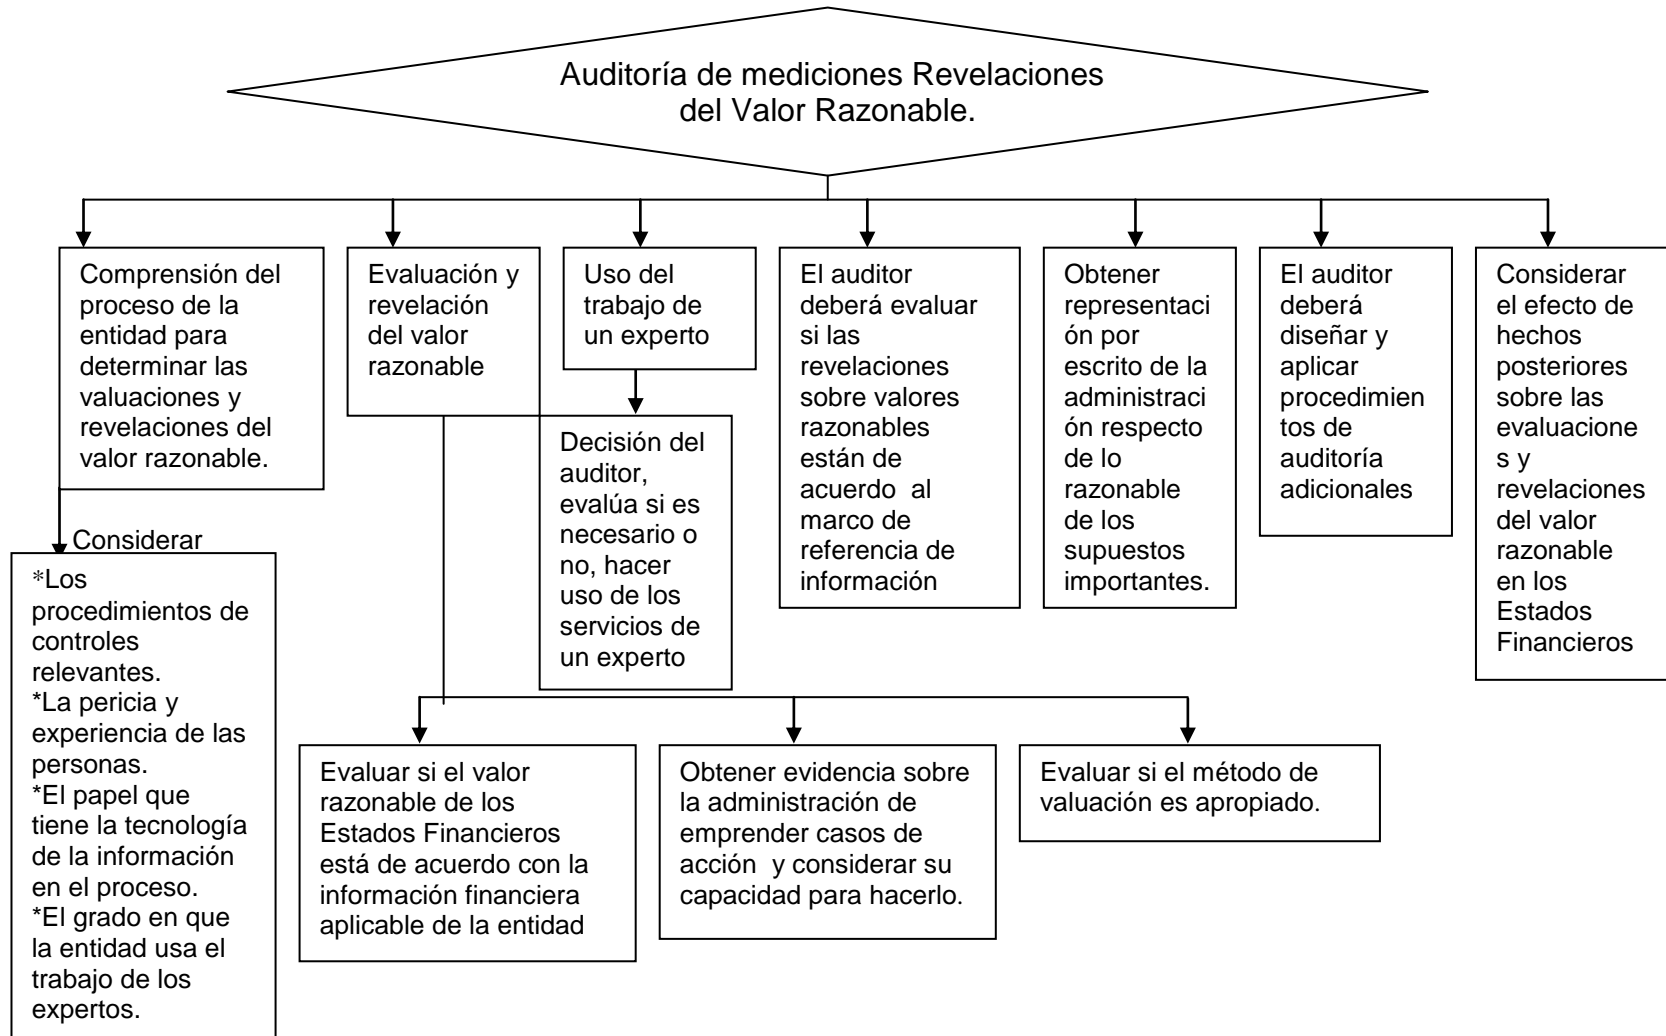 Auditoría de mediciones Revelaciones
del Valor Razonable.
Comprensión del
proceso de la
entidad para
determinar las
valuaciones y
revelaciones del
valor razonable.
Considerar
*Los
procedimientos de
controles
relevantes.
*La pericia y
experiencia de las
personas.
*El papel que
tiene la tecnología
de la información
en el proceso.
*El grado en que
la entidad usa el
trabajo de los
expertos.
Evaluación y
revelación
del valor
razonable
Evaluar si el valor
razonable de los
Estados Financieros
está de acuerdo con la
información financiera
aplicable de la entidad
Obtener evidencia sobre
la administración de
emprender casos de
acción  y considerar su
capacidad para hacerlo.
Evaluar si el método de
valuación es apropiado.
Uso del
trabajo de
un experto
Decisión del
auditor,
evalúa si es
necesario o
no, hacer
uso de los
servicios de
un experto
El auditor
deberá evaluar
si las
revelaciones
sobre valores
razonables
están de
acuerdo  al
marco de
referencia de
información
Obtener
representaci
ón por
escrito de la
administraci
ón respecto
de lo
razonable
de los
supuestos
importantes.
El auditor
deberá
diseñar y
aplicar
procedimien
tos de
auditoría
adicionales
Considerar
el efecto de
hechos
posteriores
sobre las
evaluacione
s y
revelaciones
del valor
razonable
en los
Estados
Financieros